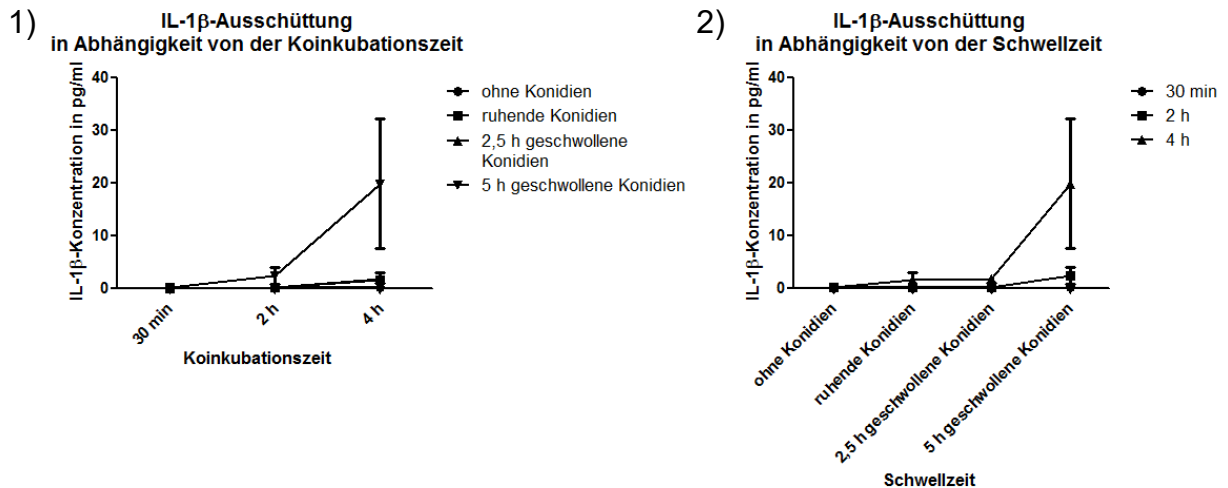 1)
IL-1β-Ausschüttung
in Abhängigkeit von der Koinkubationszeit
IL-1β-Konzentration in pg/ml
40
30
20
10
0
30 min
2 h
4 h
Koinkubationszeit
ohne Konidien
ruhende Konidien
2,5 h geschwollene
Konidien
5 h geschwollene Konidien
2)
IL-1β-Ausschüttung
in Abhängigkeit von der Schwellzeit
IL-1β-Konzentration in pg/ml
40
30
20
10
0
ohne Konidien
ruhende Konidien
2,5 h geschwollene Konidien
5 h geschwollene Konidien
Schwellzeit
30 min
2 h
4 h